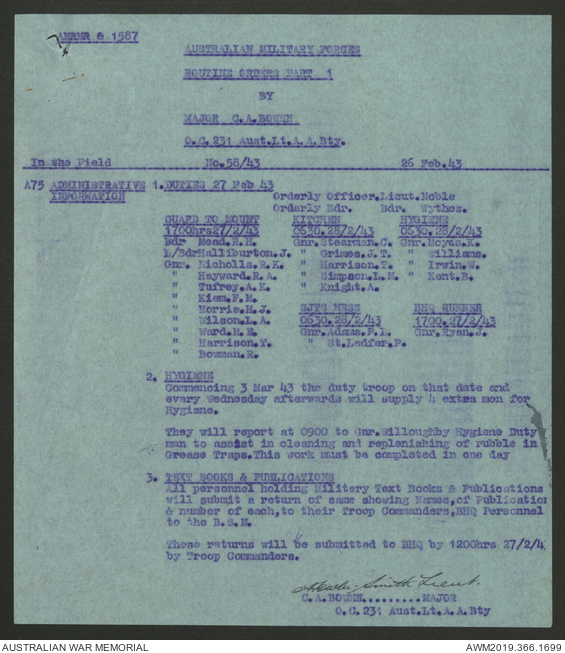 AMRMR & 1587
AUSTRALIAN MILITARY FORCES
ROUTINE ORDERS PART 1
BY
MAJOR C.A.BOWEN
O.C. 231 Aust.Lt.A.A.Bty.
In the Field No.58/43 26 Feb.43
A75 ADMINISTRATIVE 1. DUTIES 27 Feb 43
INFORMATION Orderly Officer.Lieut.Noble
Orderly Bdr. Bdr. Wythes.
GUARD TO MOUNT KITCHEN HYGIENE
1700hrs27/2/43 0630.28/2/43 0630.28/2/43
Bdr Mead.R.H. Gnr.Stearman.C. Gnr.Hoyas.K.
L/BdrHalliburton.J. " Grimes.J.T. " Williams.
Gnr. Nicholls.R.K. " Harrison.T. " Irwin.W.
" Hayward.R.A. " Simpson.L.M. " Kent.B.
" Tufrey.A.K. " Knight.A.
" Kiem.F.M.
" Morris.K.J. SJTS MESS BHQ RUNNER
" Wilson.L.A. 0630.28/2/43 1700.27/2/43
" Ward.R.K. Gnr.Adams.F.L. Gnr.Ryan.J.
" Harrison.T. " St.Ledfer.P.
" Bowman.R.
2. HYGIENE
Commencing 3 Mar 43 the duty troop on that date and
every Wednesday afterwards will supply 4 extra men for
Hygiene.
They will report at 0900 to Gnr.Willoughby Hygiene Duty
man to assist in cleaning and replenishing of rubble in
Grease Traps.This work must be completed in one day
3. TEXT BOOKS & PUBLICATIONS
All personnel holding Military Text Books & Publications
will submit a return of same showing Names,of Publication
& number of each,to their Troop Commanders,BHQ Personnel
to the B.S.M.
These returns will be submitted to BHQ by 1200hrs 27/2/4
by Troop Commanders.
Smith Lieut.
C.A.BOWEN.........MAJOR
O.C. 231 Aust.Lt.A.A.Bty
AUSTRALIAN WAR MEMORIAL AWM2019.366.1699